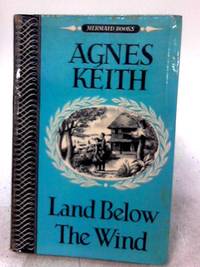 MERMAID BOOKS
AGNES
KEITH
Land Below
The Wind